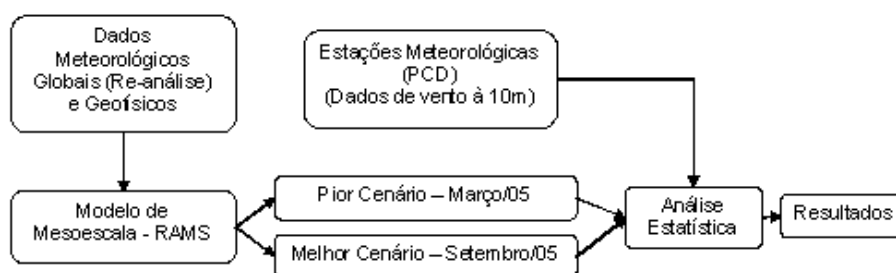 Dados
Meteorológicos
Globais (Re-análise)
e Geofísicos
Estações Meteorológicas
(PCD)
(Dados de vento à 10m)
Modelo de
Mesoescala - RAMS
Pior Cenário – Março/05
Melhor Cenário – Setembro/05
Análise
Estatística
Resultados